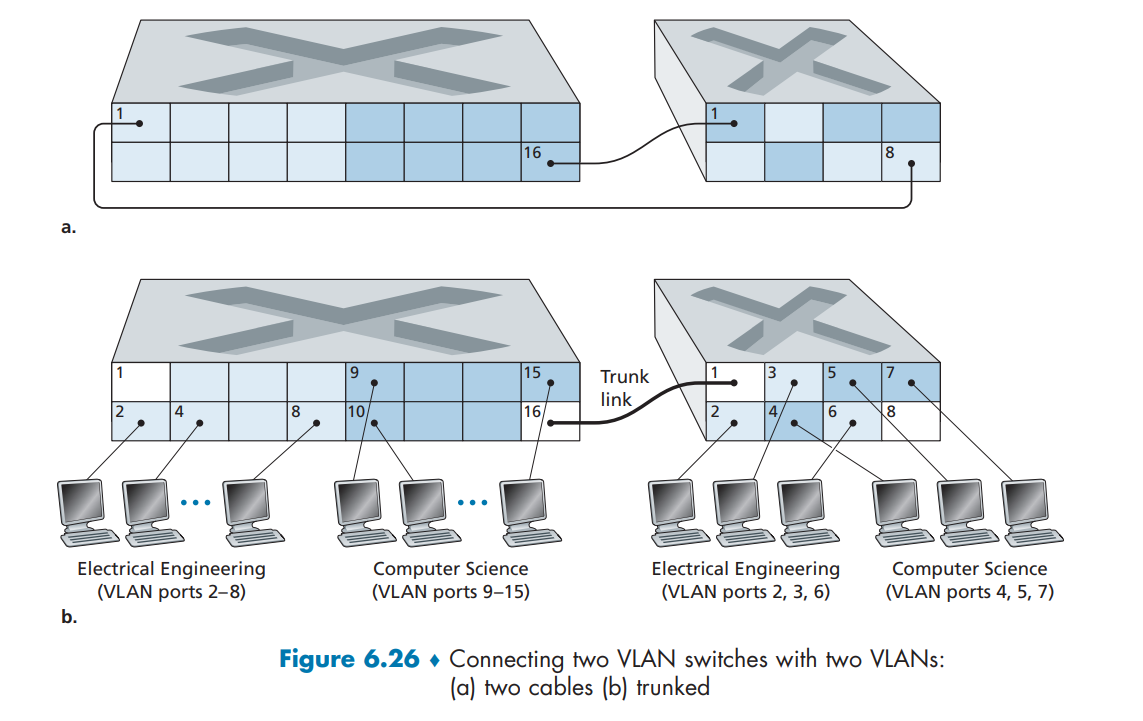 1
16
1
8
a.
1
9
15
2
4
8
10
16
Trunk
link
1
3
5
7
2
4
6
8
Electrical Engineering
(VLAN ports 2–8)
Computer Science
(VLAN ports 9–15)
Electrical Engineering
(VLAN ports 2, 3, 6)
Computer Science
(VLAN ports 4, 5, 7)
b.
Figure 6.26 ♦ Connecting two VLAN switches with two VLANs:
(a) two cables (b) trunked